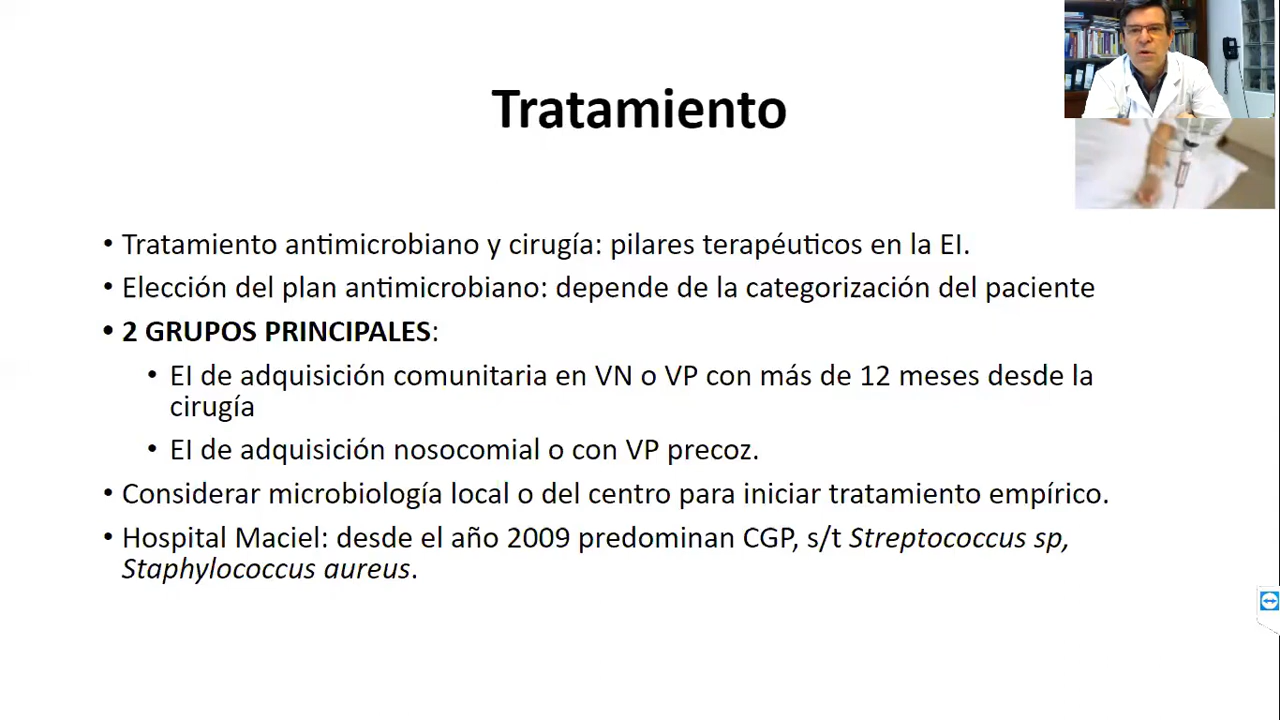 Tratamiento
• Tratamiento antimicrobiano y cirugía: pilares terapéuticos en la EI.
• Elección del plan antimicrobiano: depende de la categorización del paciente
• 2 GRUPOS PRINCIPALES:
• EI de adquisición comunitaria en VN o VP con más de 12 meses desde la
cirugía
• EI de adquisición nosocomial o con VP precoz.
• Considerar microbiología local o del centro para iniciar tratamiento empírico.
• Hospital Maciel: desde el año 2009 predominan CGP, s/t Streptococcus sp,
Staphylococcus aureus.